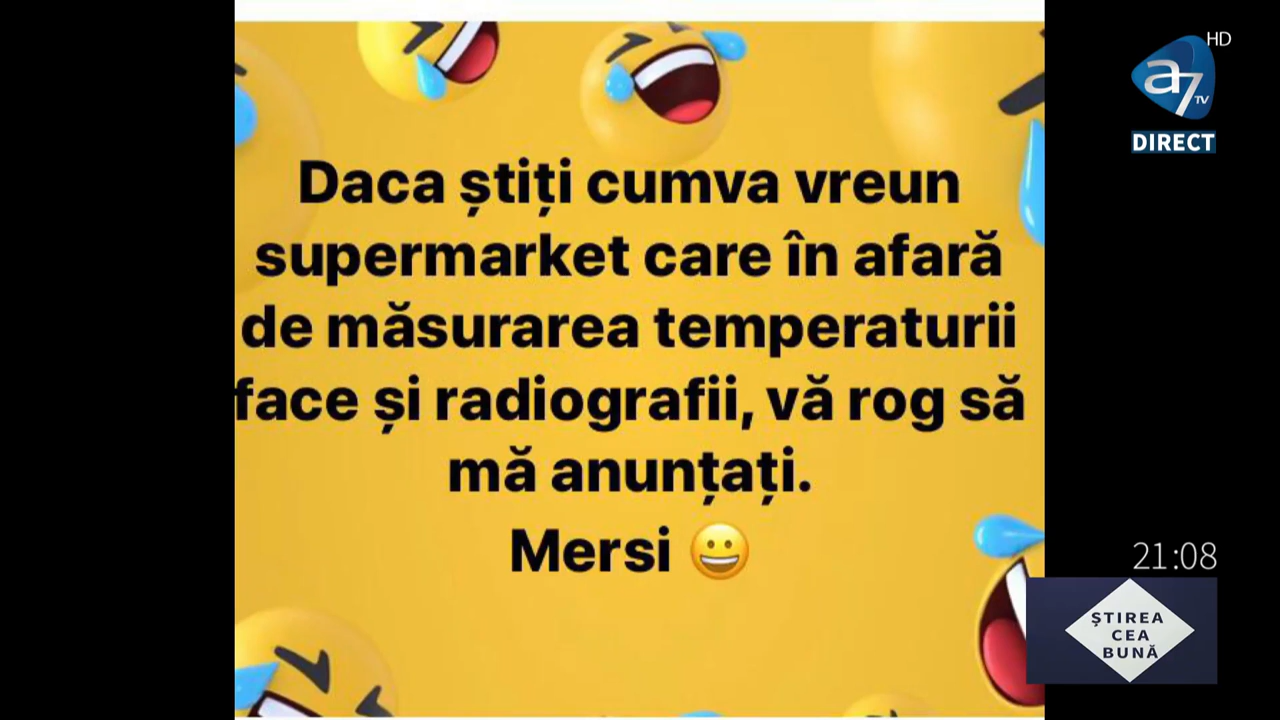 HD
a7 TV
DIRECT
Daca știți cumva vreun
supermarket care în afară
de măsurarea temperaturii
face și radiografii, vă rog să
mă anunțați.
Mersi 😀
21:08
ȘTIREA
CEA
BUNĂ